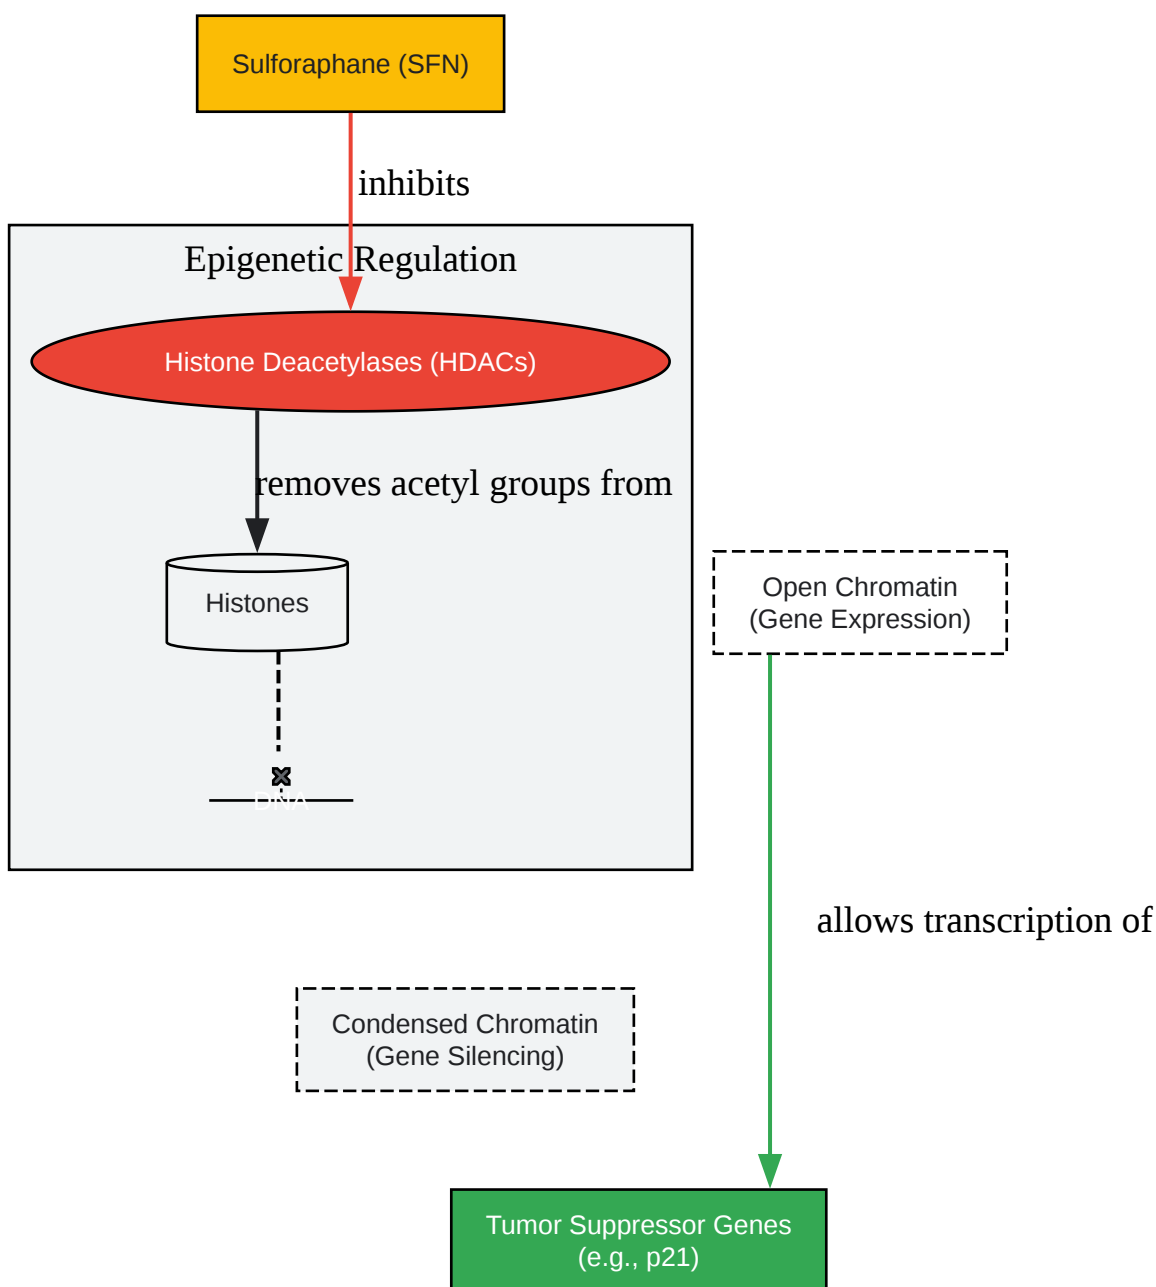 Sulforaphane (SFN)
inhibits
Epigenetic Regulation
Histone Deacetylases (HDACs)
removes acetyl groups from
Histones
Open Chromatin
(Gene Expression)
DNA
allows transcription of
Condensed Chromatin
(Gene Silencing)
Tumor Suppressor Genes
(e.g., p21)